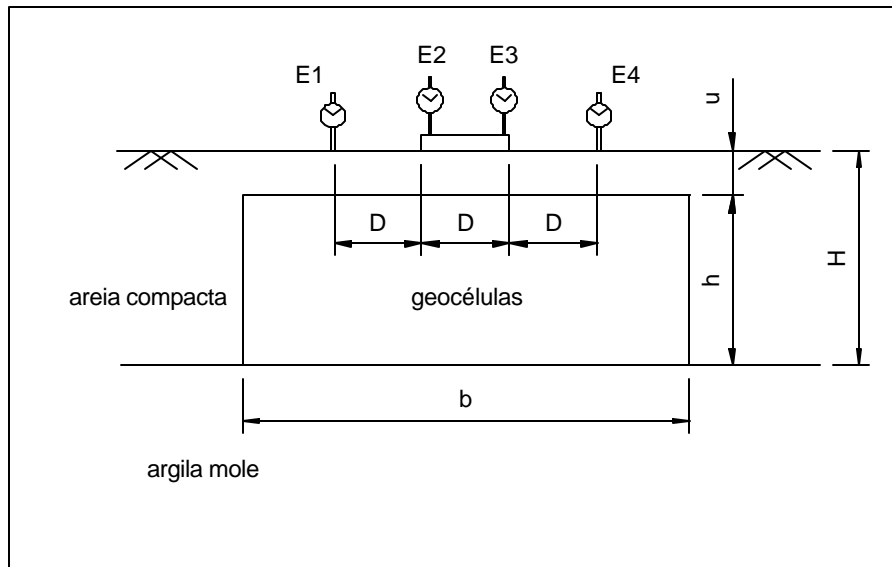 E2 E3
E1 E4
u
D D D
areia compacta geocélulas h H
b
argila mole